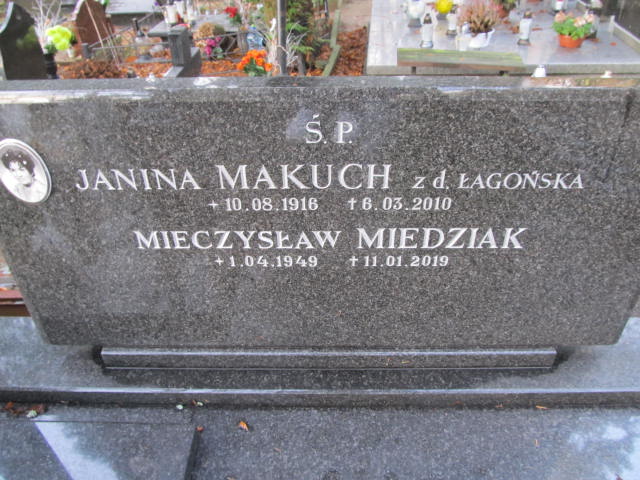 Ś.P.
JANINA MAKUCH z d. ŁAGOŃSKA
+ 10.08.1916 † 6.03.2010
MIECZYSŁAW MIEDZIAK
+ 1.04.1949 † 11.01.2019